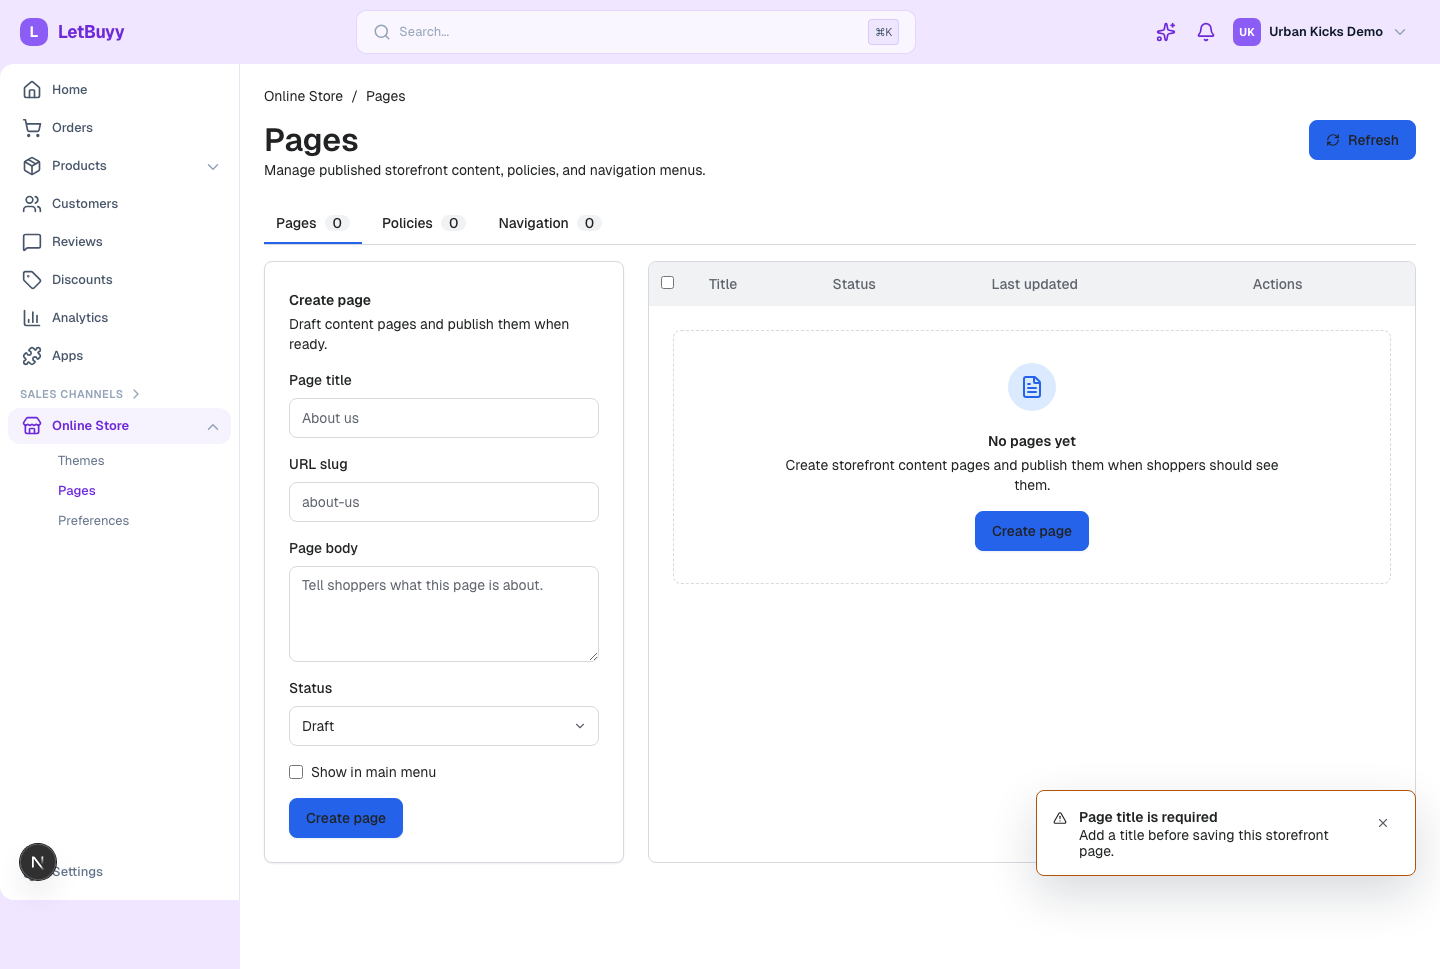 L LetBuyy
Search...
⌘K
UK Urban Kicks Demo
Home
Orders
Products
Customers
Reviews
Discounts
Analytics
Apps
SALES CHANNELS
Online Store
Themes
Pages
Preferences
N
Settings
Online Store / Pages
Pages
Refresh
Manage published storefront content, policies, and navigation menus.
Pages 0 Policies 0 Navigation 0
Create page
Draft content pages and publish them when
ready.
Page title
About us
URL slug
about-us
Page body
Tell shoppers what this page is about.
Status
Draft
Show in main menu
Create page
Title Status Last updated Actions
No pages yet
Create storefront content pages and publish them when shoppers should see
them.
Create page
Page title is required
Add a title before saving this storefront
page.